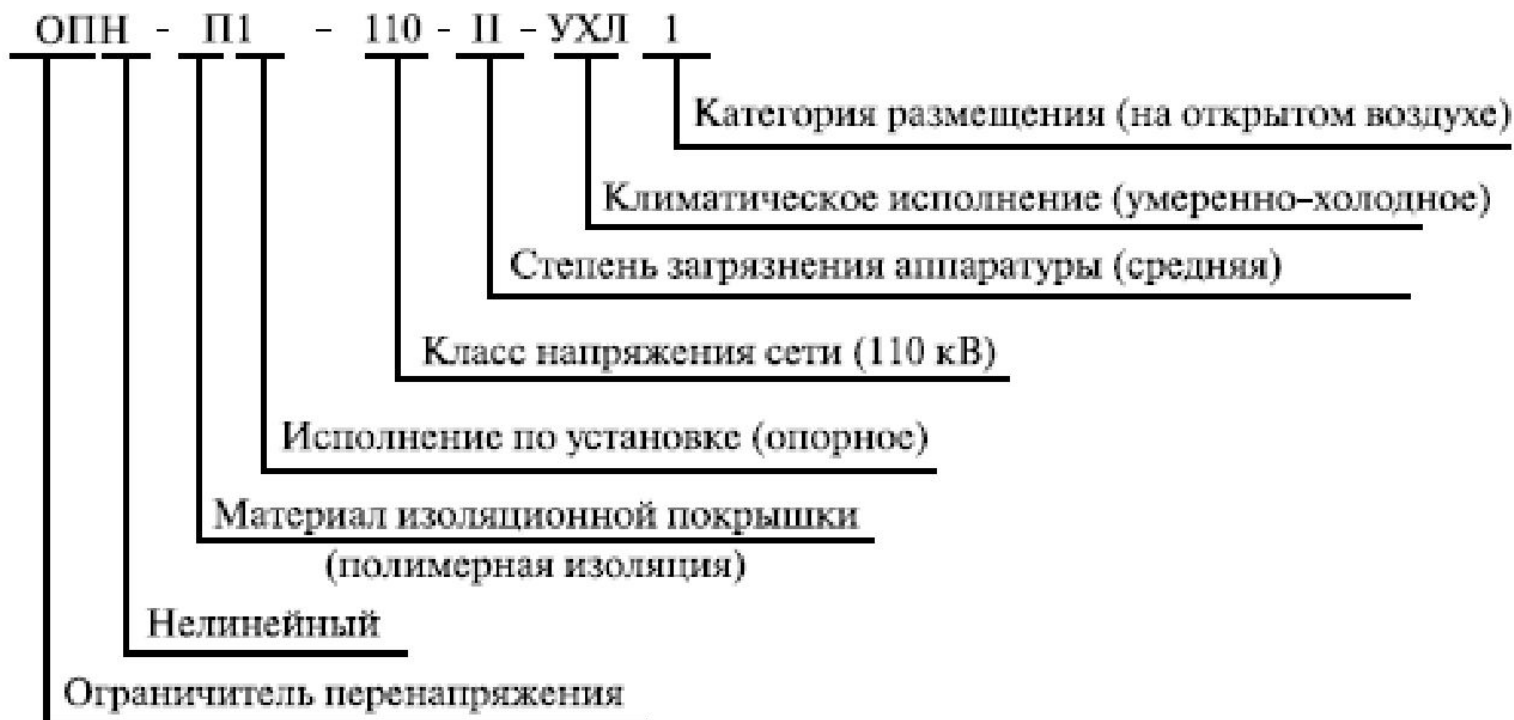 ОПН - П1 - 110 - II - УХЛ 1
Категория размещения (на открытом воздухе)
Климатическое исполнение (умеренно-холодное)
Степень загрязнения аппаратуры (средняя)
Класс напряжения сети (110 кВ)
Исполнение по установке (опорное)
Материал изоляционной покрышки
(полимерная изоляция)
Нелинейный
Ограничитель перенапряжения